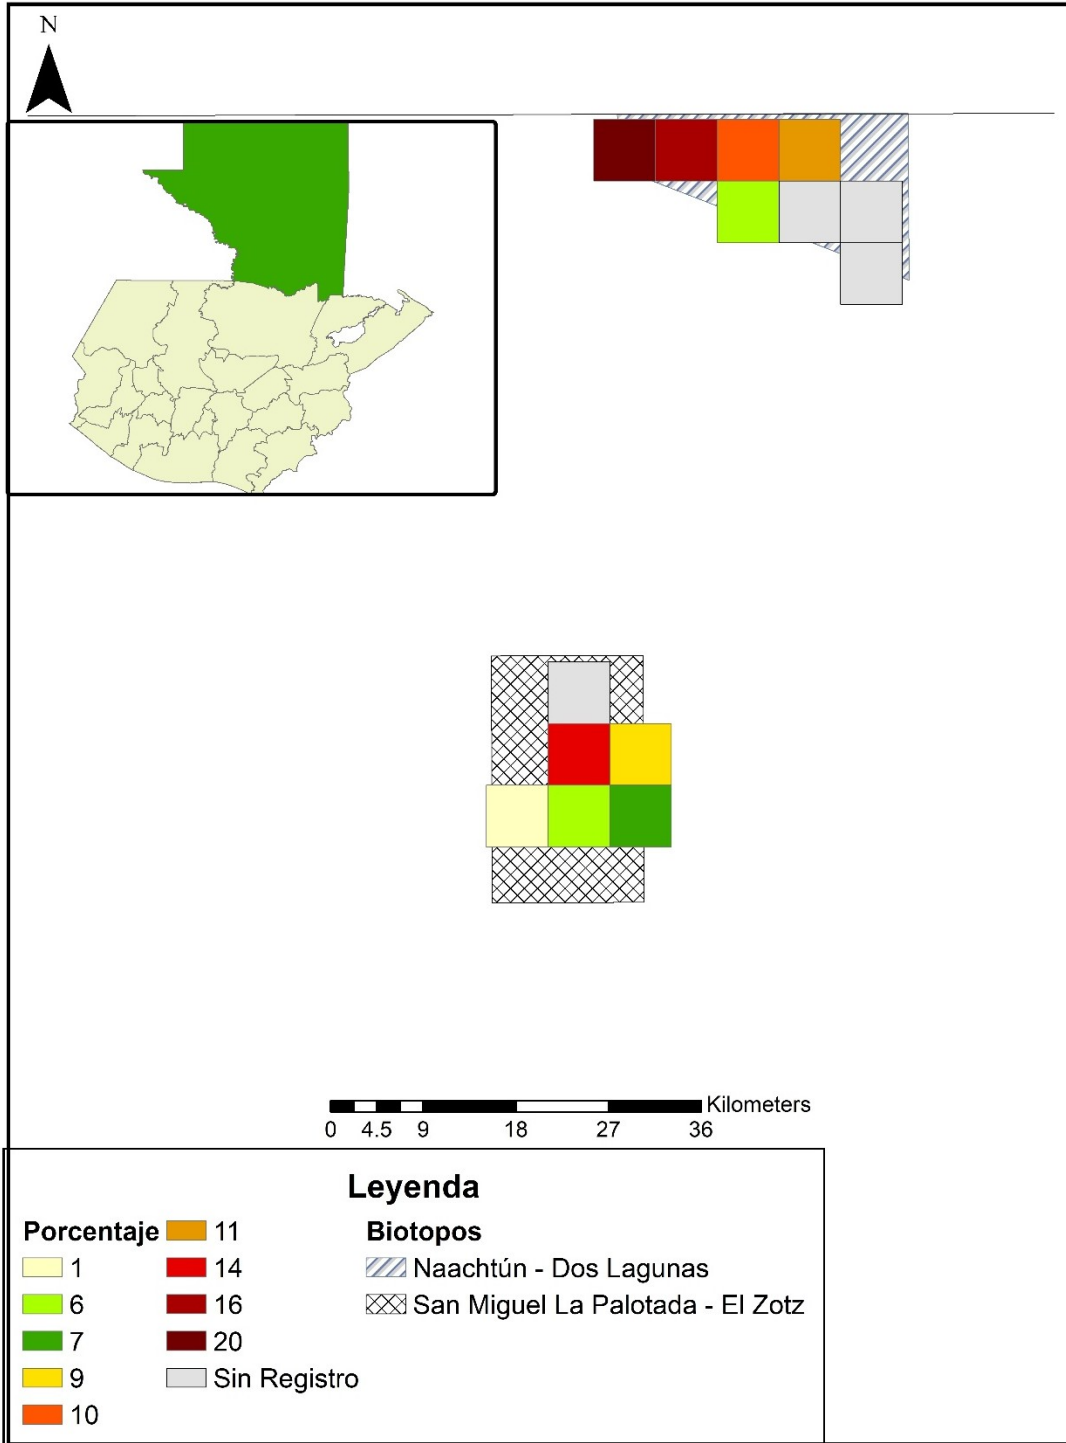 N
Kilometers
0 4.5 9 18 27 36
Leyenda
Porcentaje
1
6
7
9
10
11
14
16
20
Sin Registro
Biotopos
Naachtún - Dos Lagunas
San Miguel La Palotada - El Zotz